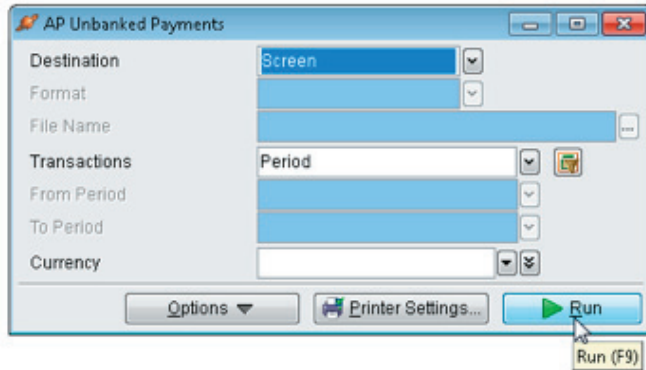 AP Unbanked Payments
Destination Screen
Format
File Name ...
Transactions Period
From Period
To Period
Currency
Options Printer Settings... Run
Run (F9)